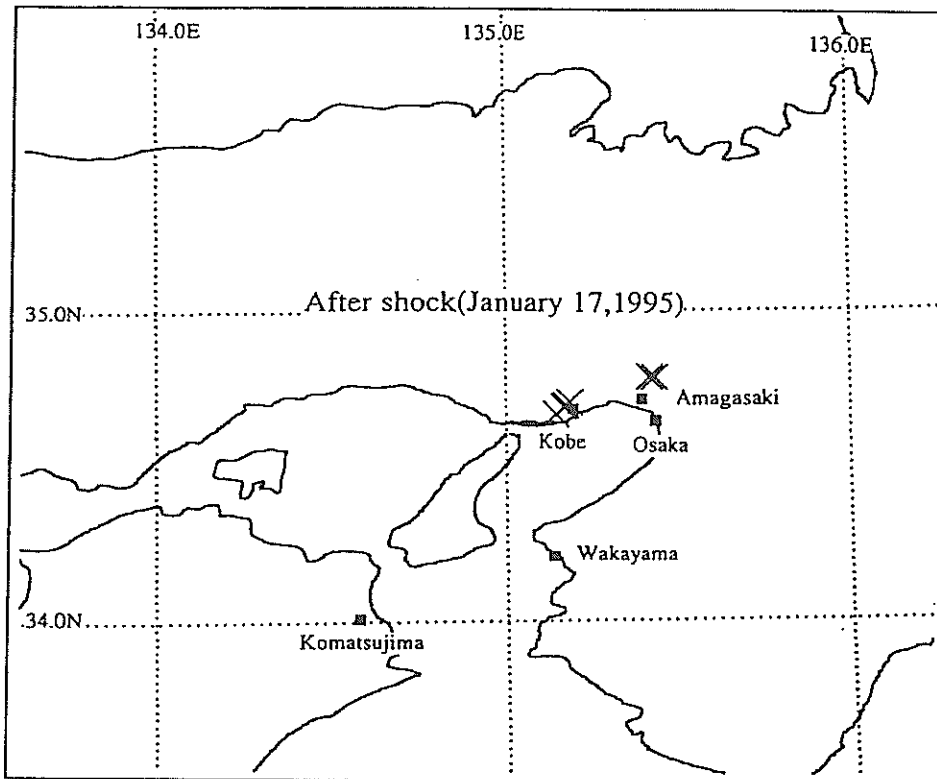 134.0E
135.0E
136.0E
After shock(January 17,1995)
35.0N
Amagasaki
Kobe
Osaka
Wakayama
34.0N
Komatsujima